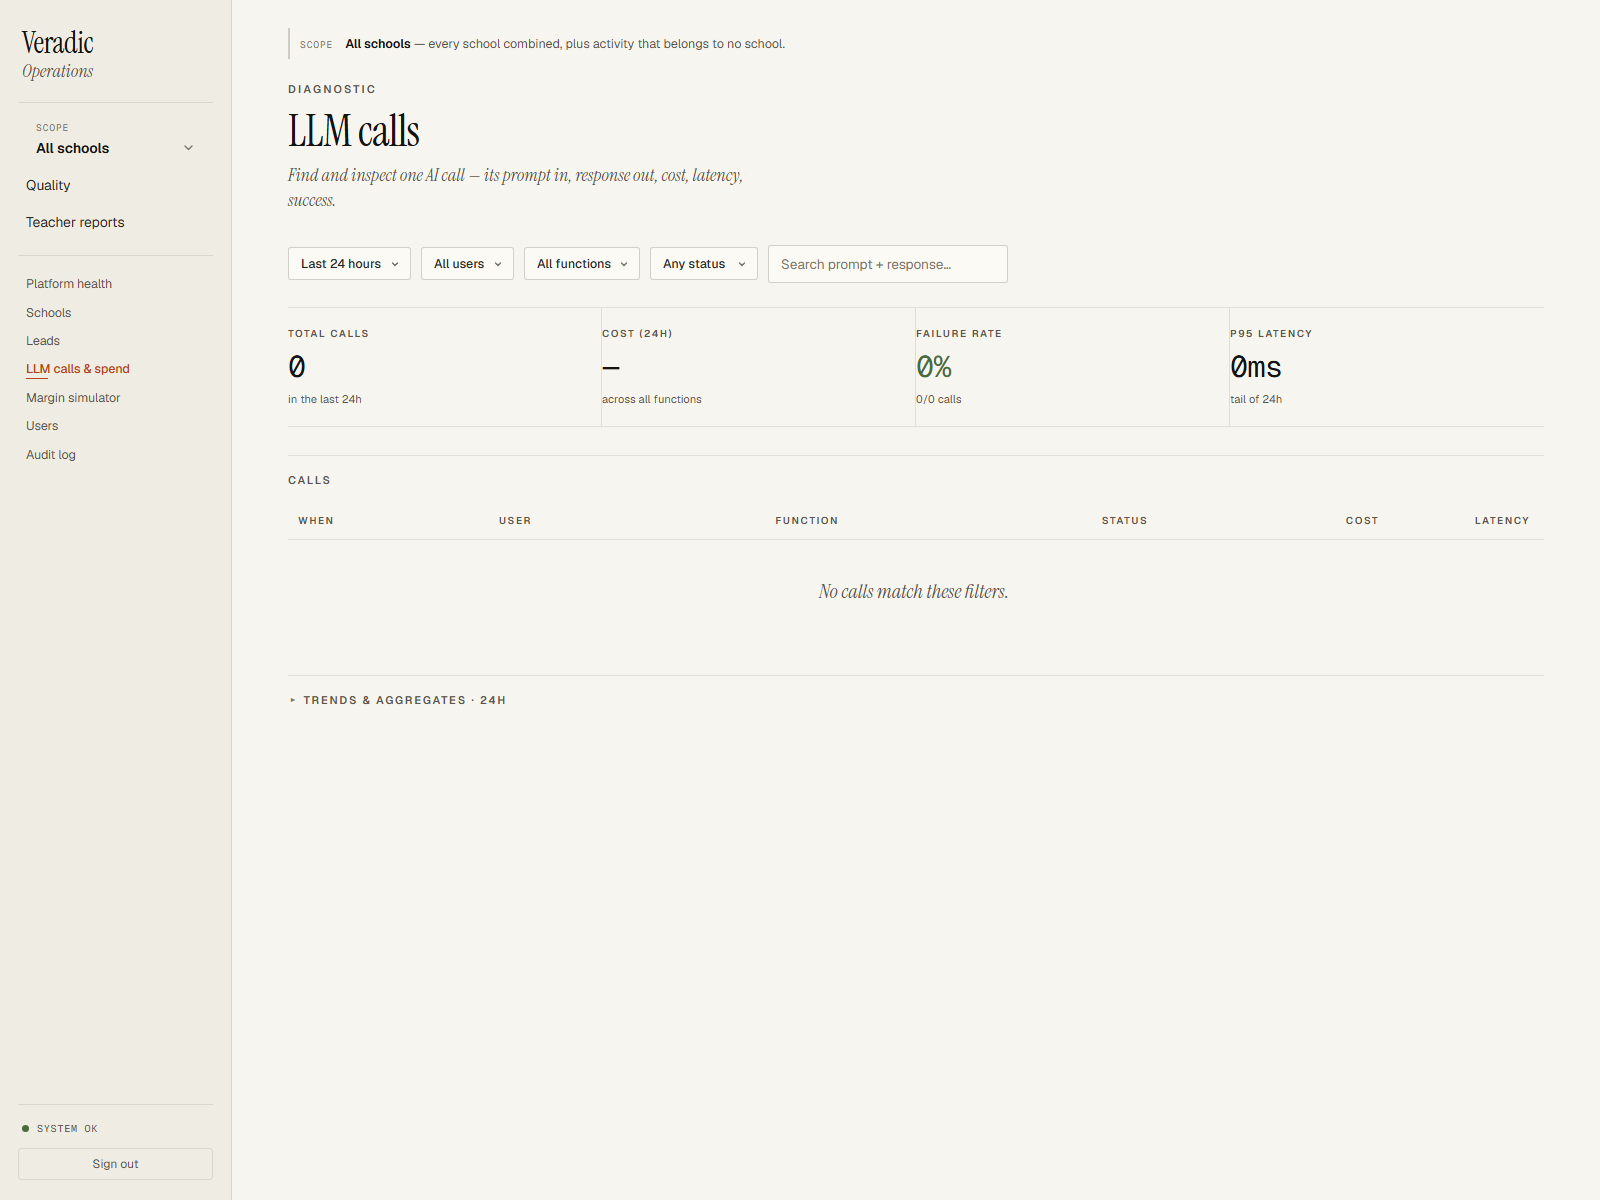 Veradic
Operations
SCOPE
All schools
Quality
Teacher reports
Platform health
Schools
Leads
LLM calls & spend
Margin simulator
Users
Audit log
SYSTEM OK
Sign out
SCOPE All schools — every school combined, plus activity that belongs to no school.
DIAGNOSTIC
LLM calls
Find and inspect one AI call — its prompt in, response out, cost, latency,
success.
Last 24 hours All users All functions Any status Search prompt + response...
TOTAL CALLS COST (24H) FAILURE RATE P95 LATENCY
0 — 0% 0ms
in the last 24h across all functions 0/0 calls tail of 24h
CALLS
WHEN USER FUNCTION STATUS COST LATENCY
No calls match these filters.
TRENDS & AGGREGATES · 24H